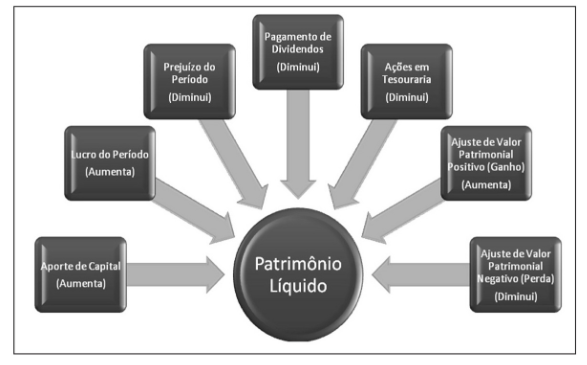 Pagamento de
Dividendos
(Diminui)
Prejuízo do
Período
(Diminui)
Ações em
Tesouraria
(Diminui)
Lucro do Período
(Aumenta)
Ajuste de Valor
Patrimonial
Positivo (Ganho)
(Aumenta)
Aporte de Capital
(Aumenta)
Patrimônio
Líquido
Ajuste de Valor
Patrimonial
Negativo (Perda)
(Diminui)